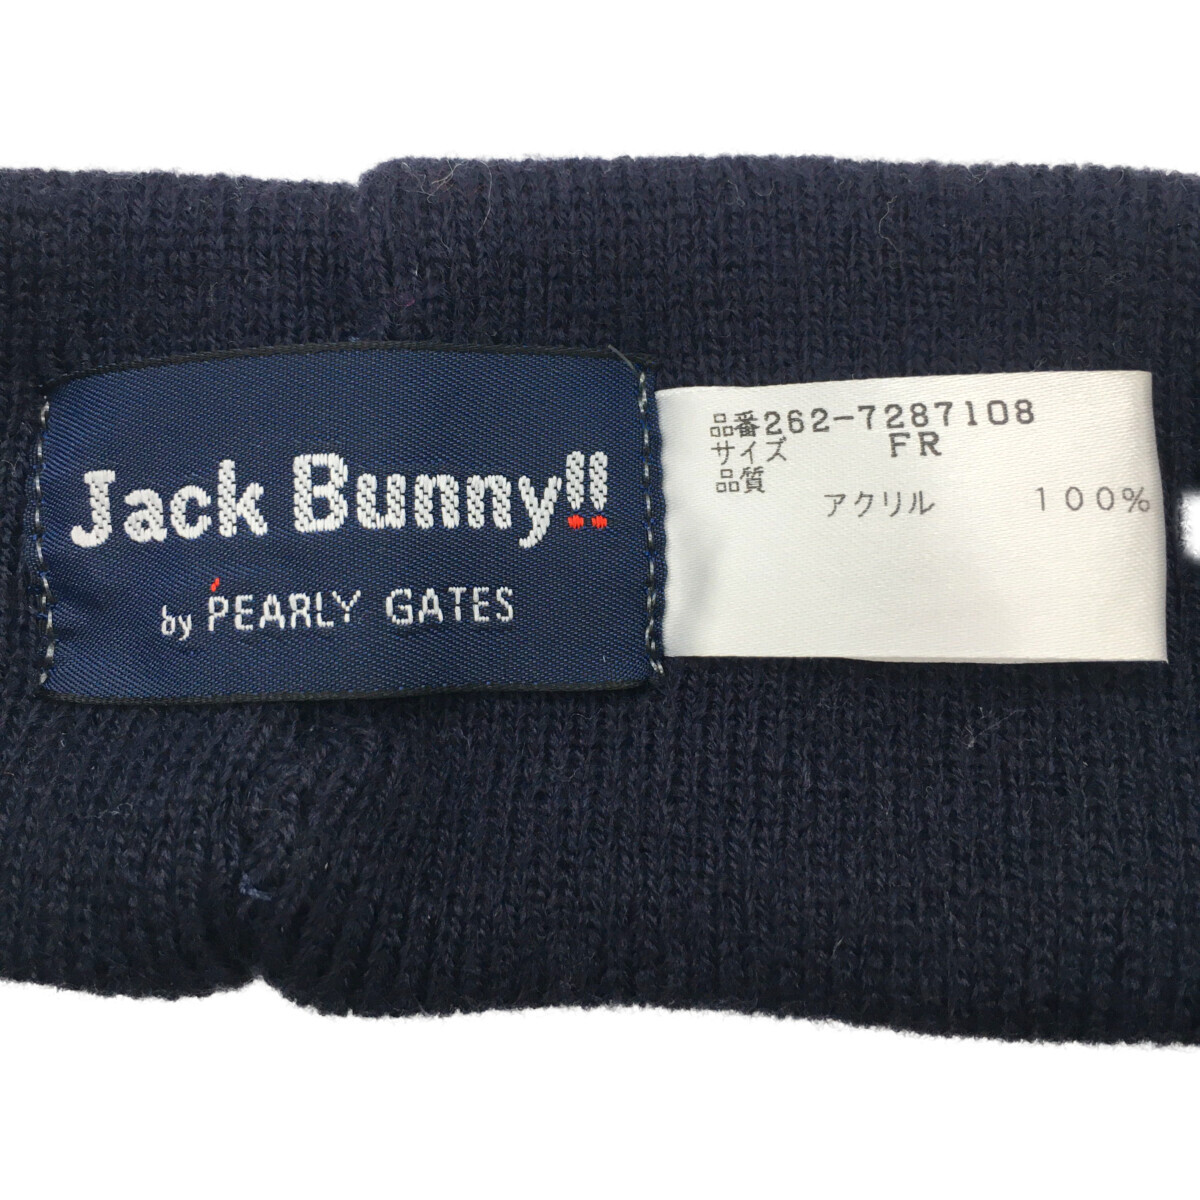 Jack Bunny!!
by PEARLY GATES
品番262-7287108
サイズ FR
品質
アクリル 100%